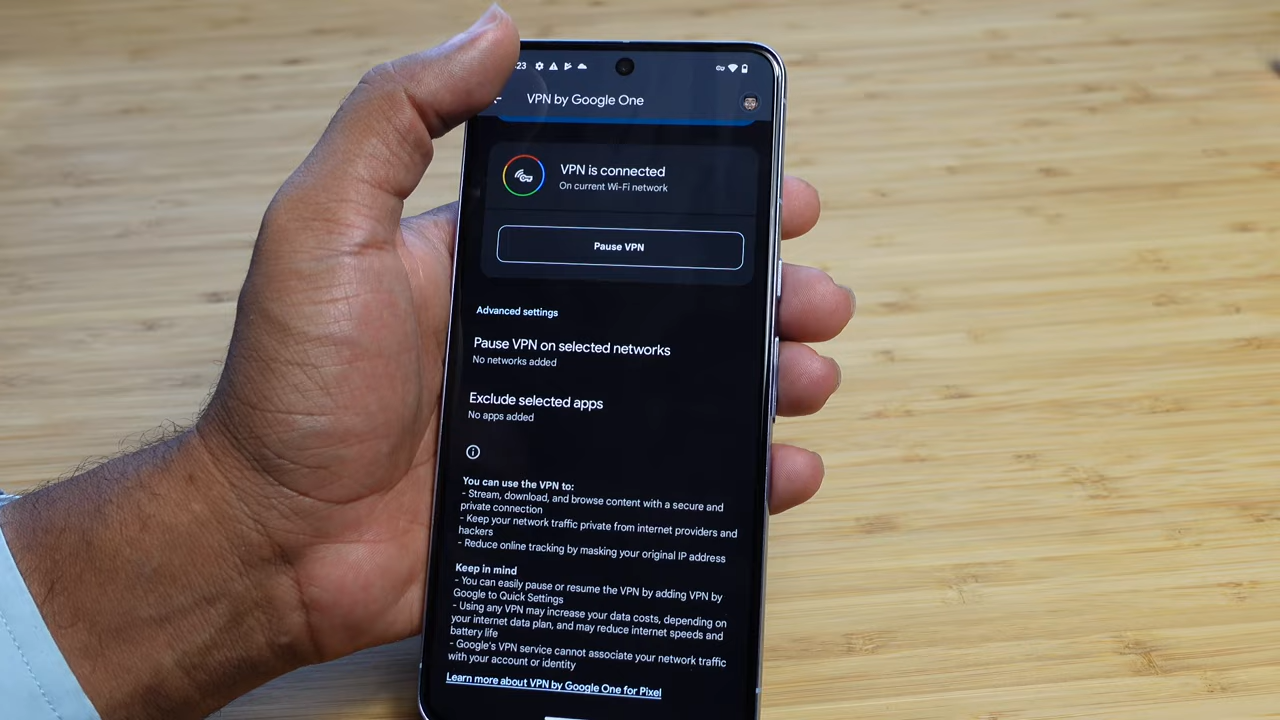 23
VPN by Google One
VPN is connected
On current Wi-Fi network
Pause VPN
Advanced settings
Pause VPN on selected networks
No networks added
Exclude selected apps
No apps added
You can use the VPN to:
- Stream, download, and browse content with a secure and
private connection
- Keep your network traffic private from internet providers and
hackers
- Reduce online tracking by masking your original IP address
Keep in mind
- You can easily pause or resume the VPN by adding VPN by
Google to Quick Settings
- Using any VPN may increase your data costs, depending on
your internet data plan, and may reduce internet speeds and
battery life
- Google's VPN service cannot associate your network traffic
with your account or identity
Learn more about VPN by Google One for Pixel